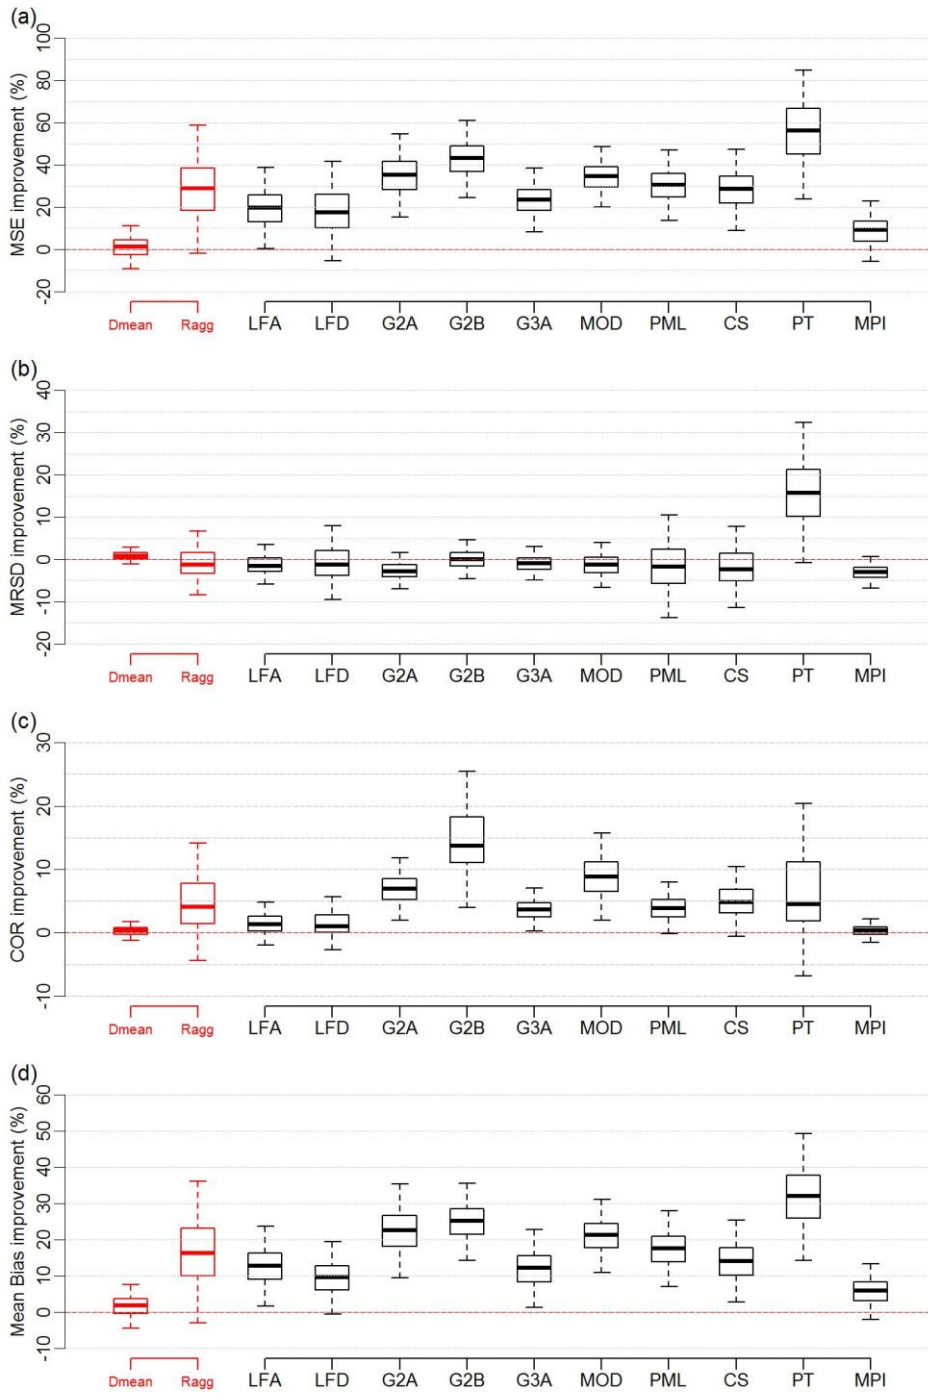 (a)
MSE improvement (%)
100
80
60
40
20
0
-20
Dmean Ragg LFA LFD G2A G2B G3A MOD PML CS PT MPI
(b)
MRSD improvement (%)
40
30
20
10
0
-10
-20
Dmean Ragg LFA LFD G2A G2B G3A MOD PML CS PT MPI
(c)
COR improvement (%)
30
20
10
0
-10
Dmean Ragg LFA LFD G2A G2B G3A MOD PML CS PT MPI
(d)
Mean Bias improvement (%)
60
50
40
30
20
10
0
-10
Dmean Ragg LFA LFD G2A G2B G3A MOD PML CS PT MPI